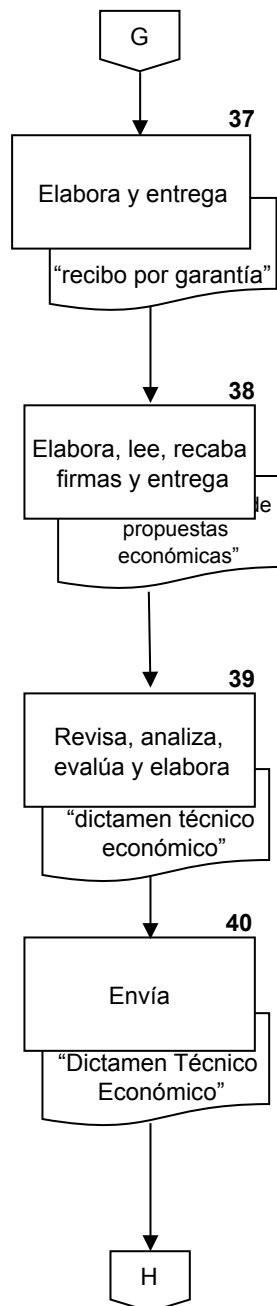 G
37
Elabora y entrega
“recibo por garantía”
38
Elabora, lee, recaba
firmas y entrega
de
propuestas
económicas”
39
Revisa, analiza,
evalúa y elabora
“dictamen técnico
económico”
40
Envía
“Dictamen Técnico
Económico”
H